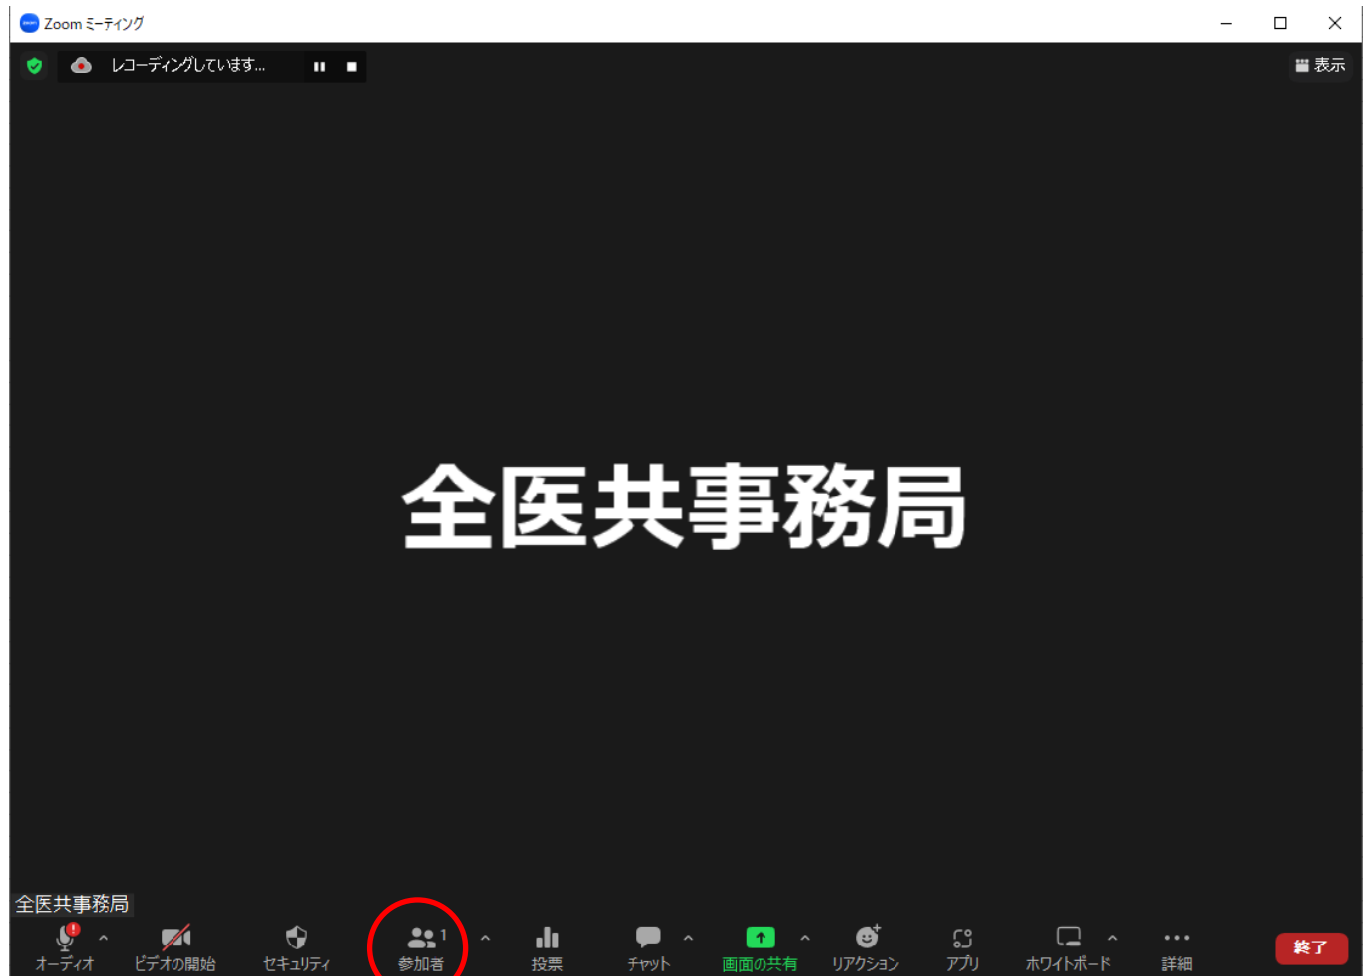 Zoom ミーティング
レコーディングしています...
表示
全医共事務局
全医共事務局
1
オーディオ ビデオの開始 セキュリティ 参加者 投票 チャット 画面の共有 リアクション アプリ ホワイトボード 詳細 終了